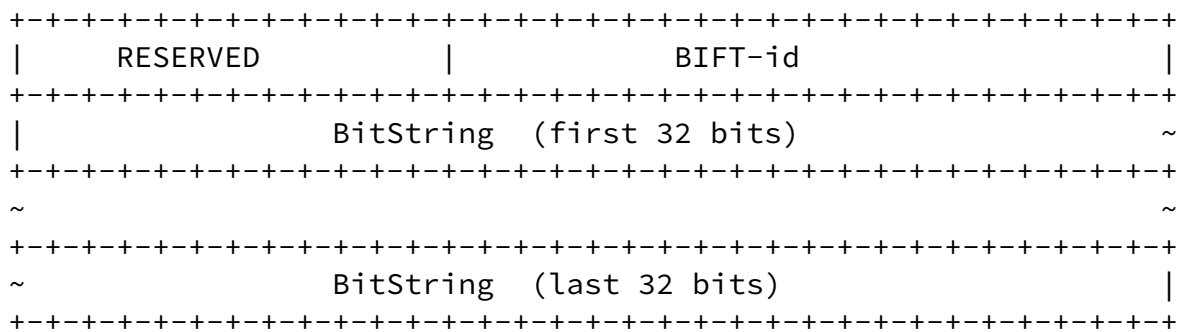 +-+-+-+-+-+-+-+-+-+-+-+-+-+-+-+-+-+-+-+-+-+-+-+-+-+-+-+-+-+-+-+-+
|     RESERVED          |            BIFT-id                    |
+-+-+-+-+-+-+-+-+-+-+-+-+-+-+-+-+-+-+-+-+-+-+-+-+-+-+-+-+-+-+-+-+
|                 BitString  (first 32 bits)                    ~
+-+-+-+-+-+-+-+-+-+-+-+-+-+-+-+-+-+-+-+-+-+-+-+-+-+-+-+-+-+-+-+-+
~                                                               ~
+-+-+-+-+-+-+-+-+-+-+-+-+-+-+-+-+-+-+-+-+-+-+-+-+-+-+-+-+-+-+-+-+
~                 BitString  (last 32 bits)                     |
+-+-+-+-+-+-+-+-+-+-+-+-+-+-+-+-+-+-+-+-+-+-+-+-+-+-+-+-+-+-+-+-+